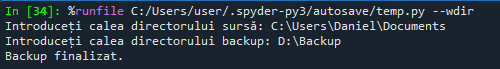 In [34]: %runfile C:/Users/user/.spyder-py3/autosave/temp.py --wdir
Introduceți calea directorului sursă: C:\Users\Daniel\Documents
Introduceți calea directorului backup: D:\Backup
Backup finalizat.